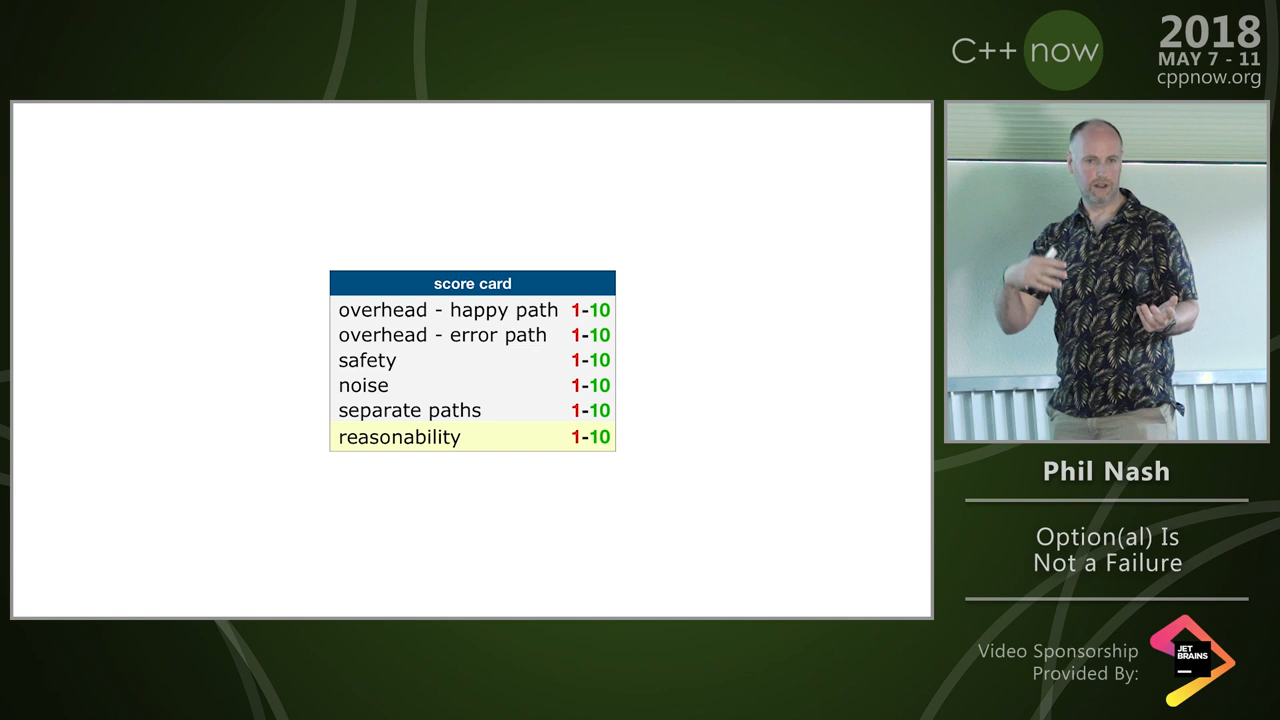 C++ now
2018
MAY 7 - 11
cppnow.org
score card
overhead - happy path 1-10
overhead - error path 1-10
safety 1-10
noise 1-10
separate paths 1-10
reasonability 1-10
Phil Nash
Option(al) Is
Not a Failure
Video Sponsorship
Provided By:
JET
BRAINS